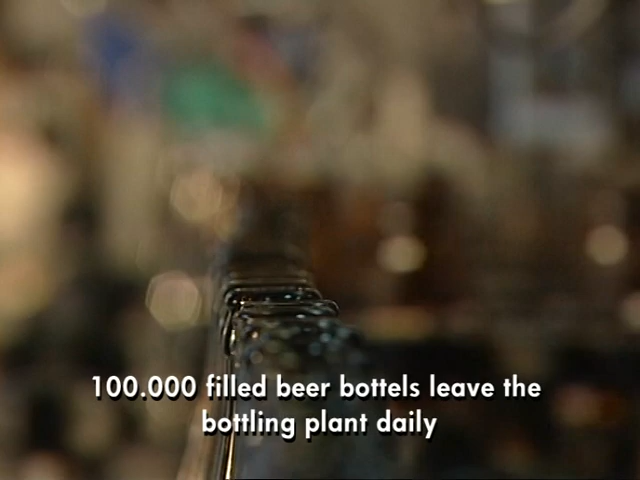 100.000 filled beer bottels leave the
bottling plant daily